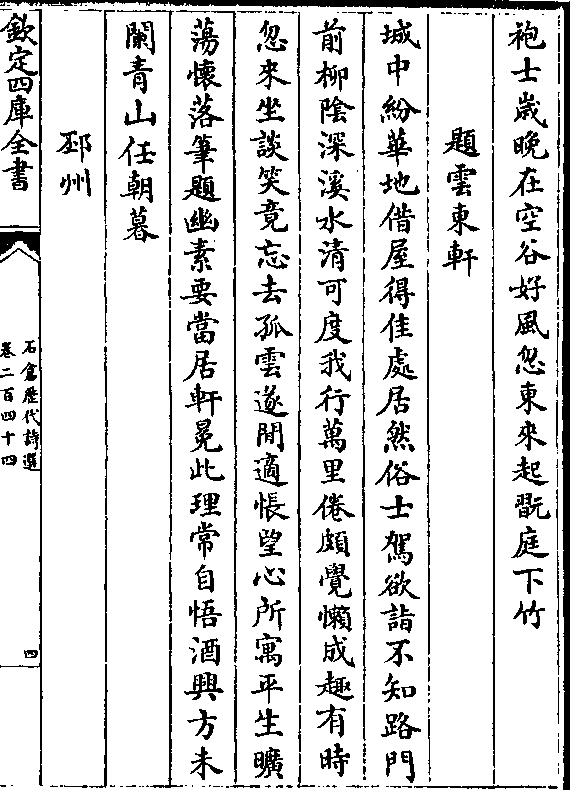 袍士歲晚在空谷好風忽東來起翫庭下竹
題雲東軒
城中紛華地借屋得佳處居然俗士駕欲詣不知路門
前柳陰深溪水清可度我行萬里倦頗覺懶成趣有時
忽來坐談笑竟忘去孤雲遂閒適悵望心所寓平生曠
蕩懷落筆題幽素要當居軒冕此理常自悟酒興方未
闌青山任朝暮
邳州
欽定四庫全書
石倉歷代詩選
卷二百四十四
四